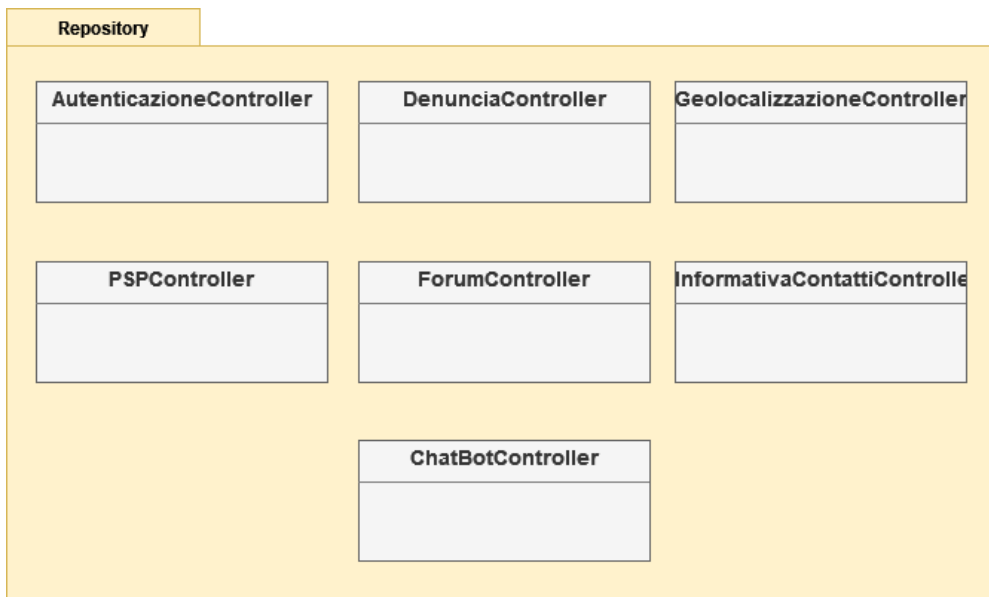 Repository
AutenticazioneController
DenunciaController
GeolocalizzazioneController
PSPController
ForumController
InformativaContattiControlle
ChatBotController